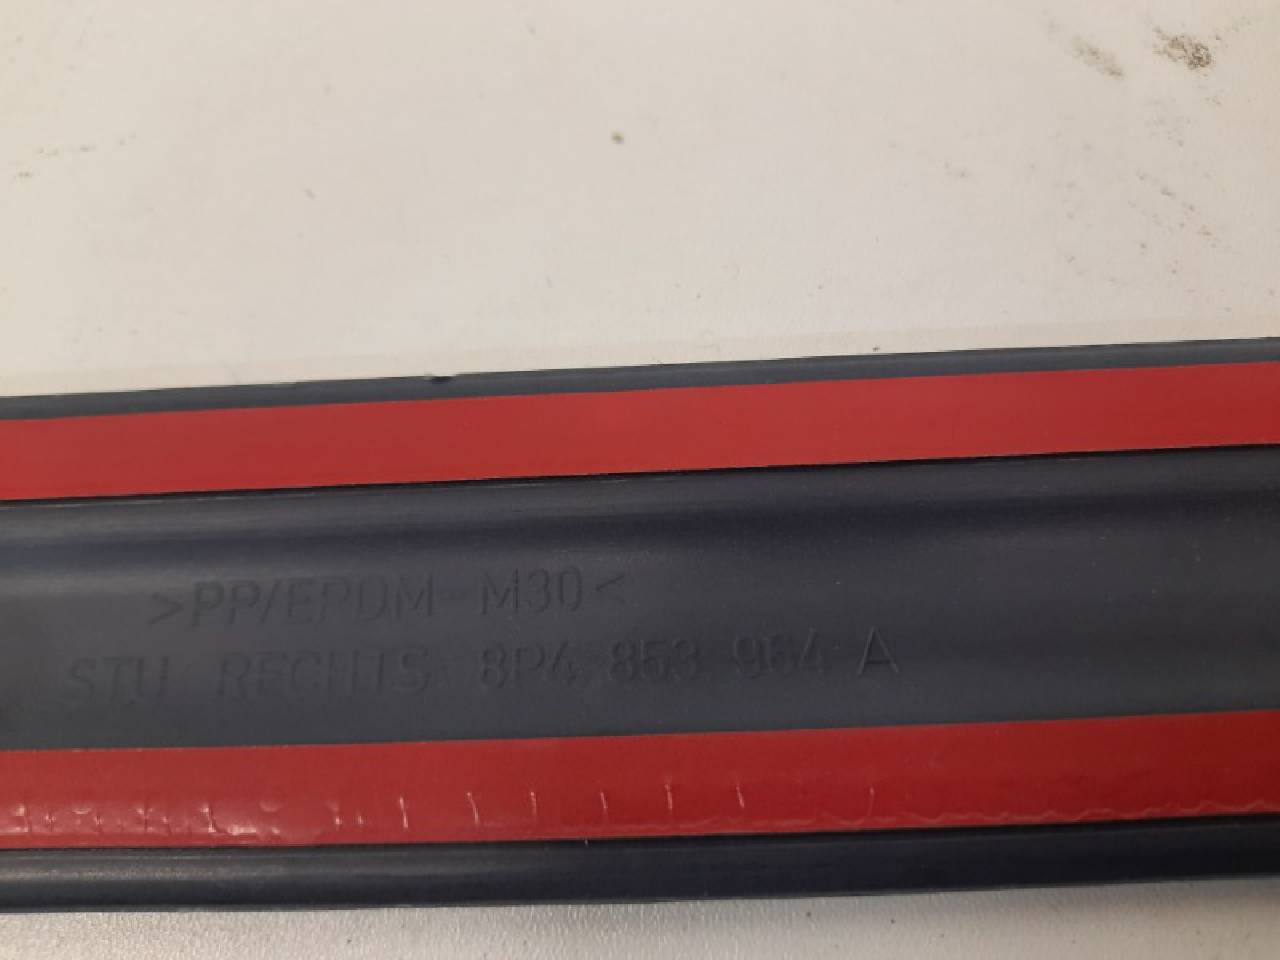 >PP/EPDM-M30<
STU RECHTS 8P4 853 964 A